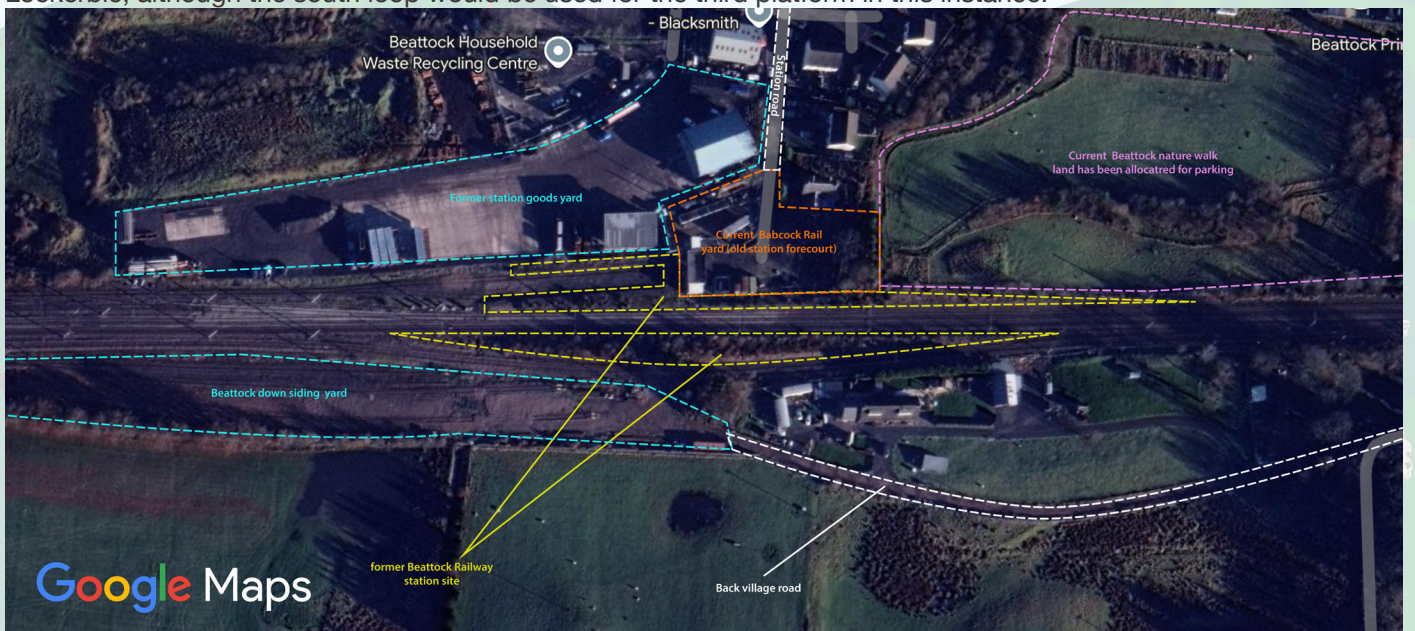 Lockerbie, although the south loop would be used for the third platform in this instance.
- Blacksmith
Beattock Household
Waste Recycling Centre
Station road
Beattock Pri
Current Beattock nature walk
land has been allocatred for parking
Former station goods yard
Current Babcock Rail
yard (old station forecourt)
Beattock down siding yard
former Beattock Railway
station site
Back village road
Google Maps